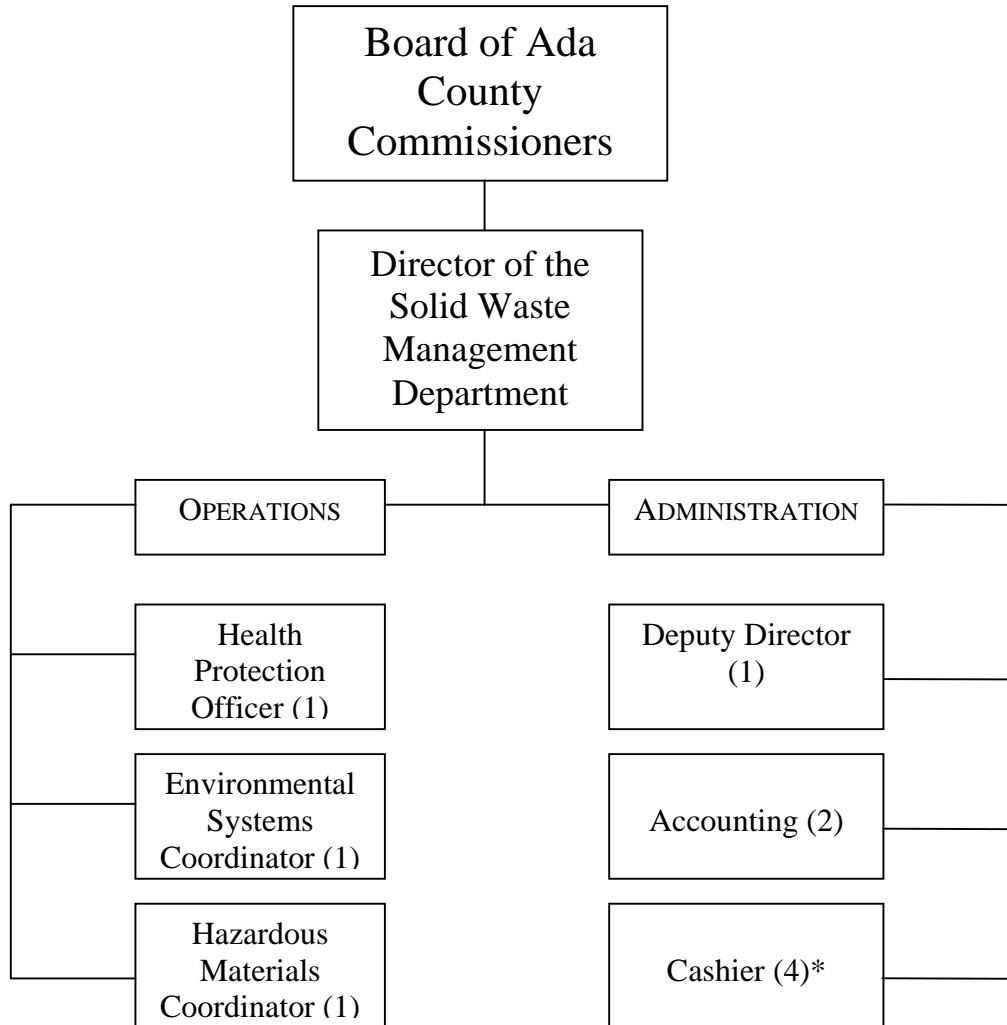 Board of Ada
County
Commissioners
Director of the
Solid Waste
Management
Department
OPERATIONS
ADMINISTRATION
Health
Protection
Officer (1)
Deputy Director
(1)
Environmental
Systems
Coordinator (1)
Accounting (2)
Hazardous
Materials
Coordinator (1)
Cashier (4)*